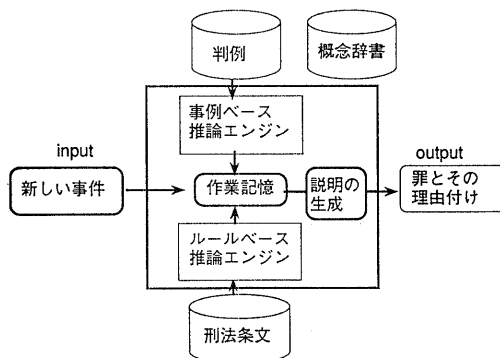 判例
概念辞書
事例ベース
推論エンジン
input
新しい事件
作業記憶
説明の
生成
output
罪とその
理由付け
ルールベース
推論エンジン
刑法条文